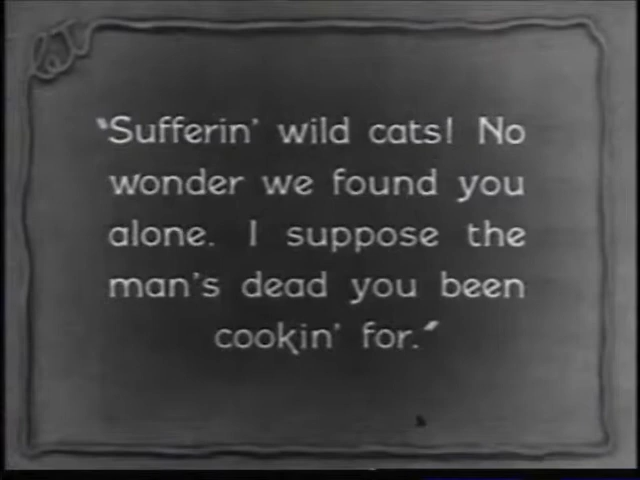 "Sufferin' wild cats! No
wonder we found you
alone. I suppose the
man's dead you been
cookin' for."